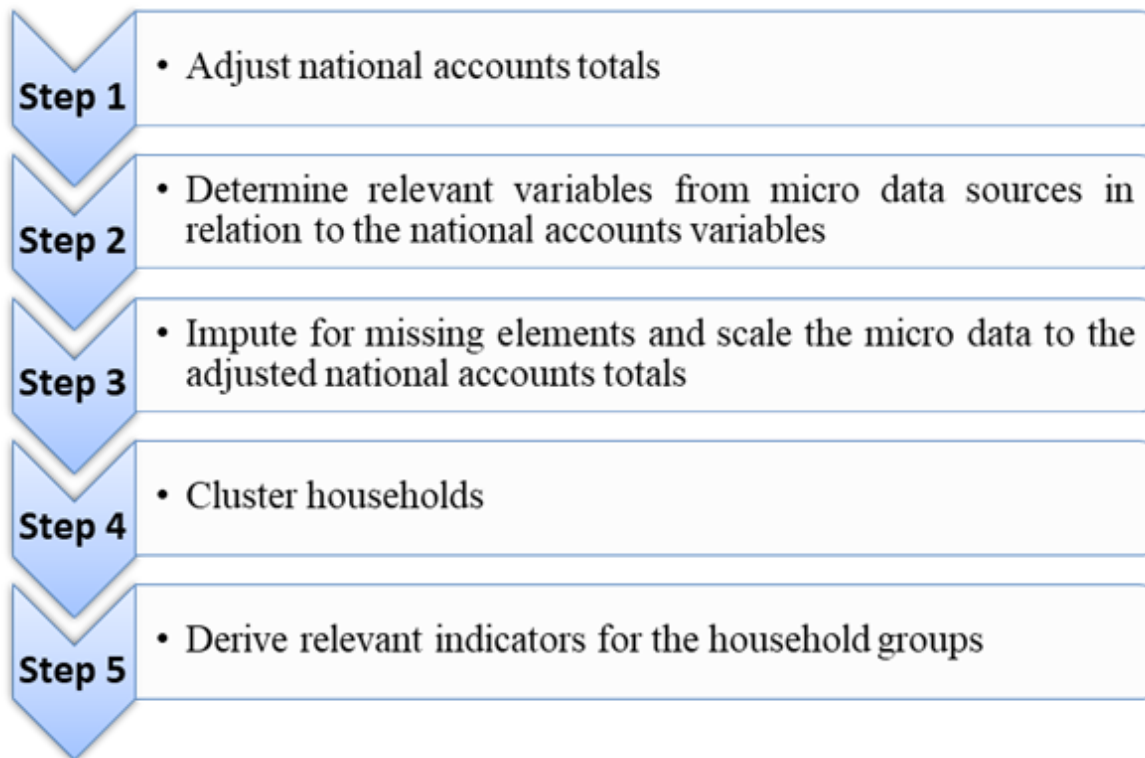 Step 1
• Adjust national accounts totals
Step 2
• Determine relevant variables from micro data sources in
relation to the national accounts variables
Step 3
• Impute for missing elements and scale the micro data to the
adjusted national accounts totals
Step 4
• Cluster households
Step 5
• Derive relevant indicators for the household groups